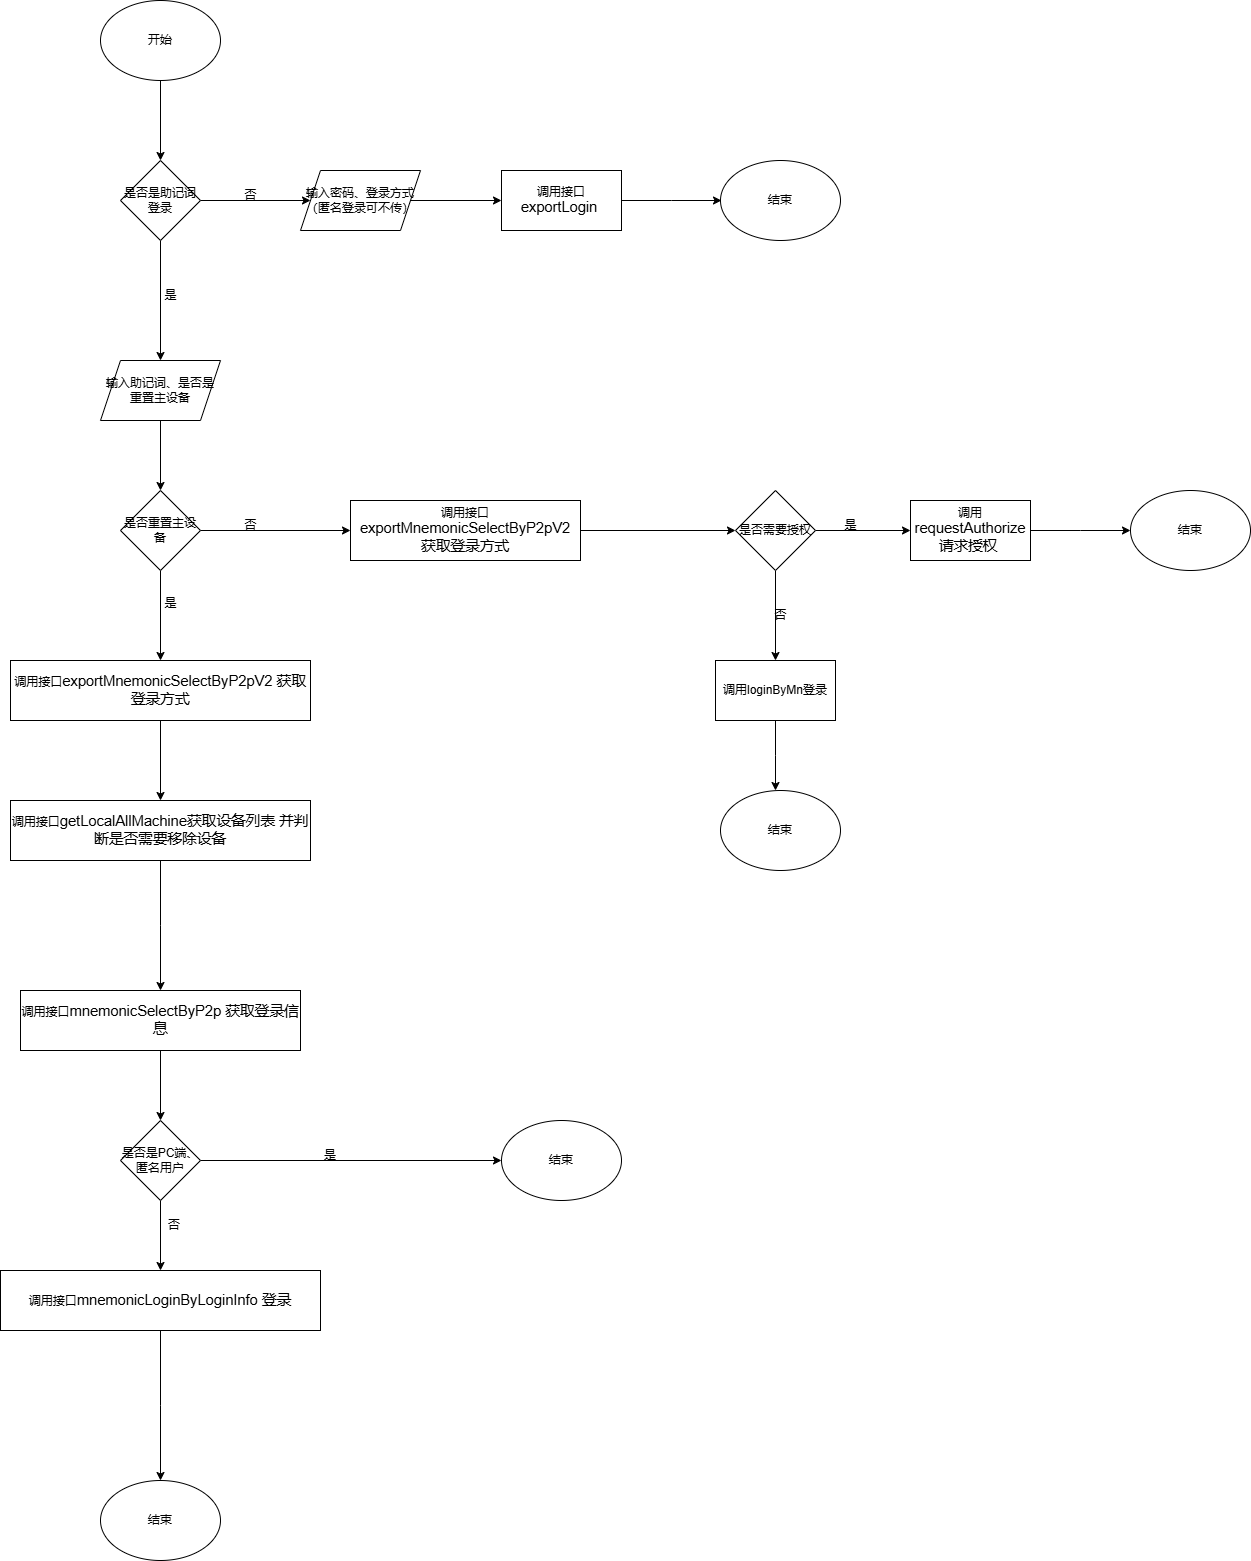 开始
是否是助记词
登录
否
输入密码、登录方式
（匿名登录可不传）
调用接口
exportLogin
结束
是
输入助记词、是否是
重置主设备
是否重置主设
备
否
调用接口
exportMnemonicSelectByP2pV2
获取登录方式
是否需要授权
是
调用
requestAuthorize
请求授权
结束
是
否
调用接口exportMnemonicSelectByP2pV2 获取
登录方式
调用loginByMn登录
调用接口getLocalAllMachine获取设备列表 并判
断是否需要移除设备
结束
调用接口mnemonicSelectByP2p 获取登录信
息
是否是PC端、
匿名用户
是
结束
否
调用接口mnemonicLoginByLoginInfo 登录
结束